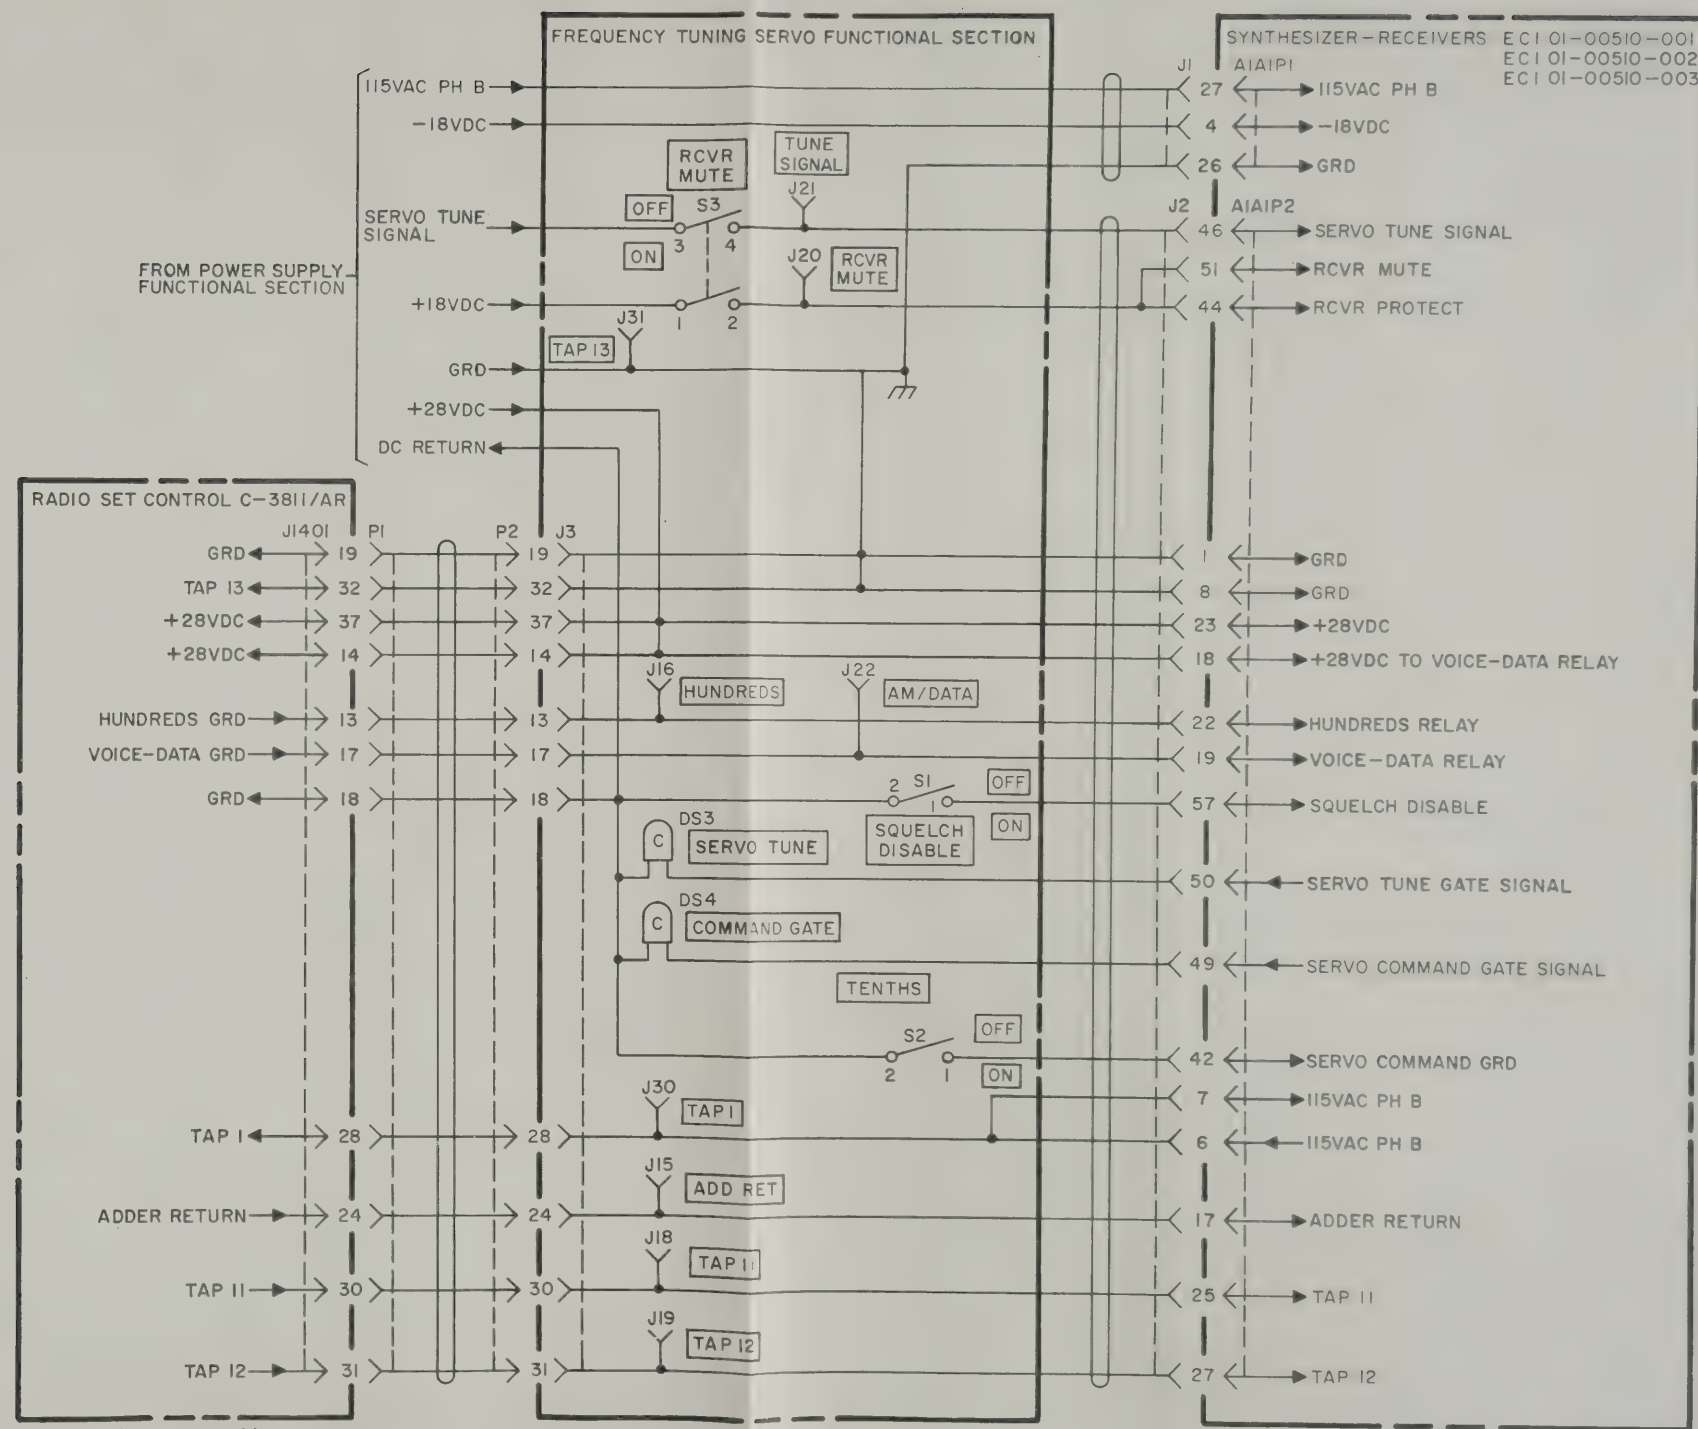 FREQUENCY TUNING SERVO FUNCTIONAL SECTION
SYNTHESIZER-RECEIVERS ECI 01-00510-001
ECI 01-00510-002
ECI 01-00510-003
J1 A1A1P1
115VAC PH B 27 115VAC PH B
-18VDC 4 -18VDC
26 GRD
RCVR
MUTE
TUNE
SIGNAL
J21
OFF S3
J2 A1A1P2
SERVO TUNE
SIGNAL
3 4
46 SERVO TUNE SIGNAL
ON
J20
RCVR
MUTE
51 RCVR MUTE
FROM POWER SUPPLY
FUNCTIONAL SECTION
+18VDC 1 2 44 RCVR PROTECT
J31
TAP 13
GRD
+28VDC
DC RETURN
RADIO SET CONTROL C-3811/AR
J1401 P1 P2 J3
GRD 19 19 1 GRD
TAP 13 32 32 8 GRD
+28VDC 37 37 23 +28VDC
+28VDC 14 14 18 +28VDC TO VOICE-DATA RELAY
J16 HUNDREDS J22 AM/DATA
HUNDREDS GRD 13 13 22 HUNDREDS RELAY
VOICE-DATA GRD 17 17 19 VOICE-DATA RELAY
2 S1 1 OFF
GRD 18 18 57 SQUELCH DISABLE
ON
SQUELCH
DISABLE
DS3
C SERVO TUNE
50 SERVO TUNE GATE SIGNAL
DS4
C COMMAND GATE
49 SERVO COMMAND GATE SIGNAL
TENTHS
S2 OFF
2 1 ON
42 SERVO COMMAND GRD
J30 TAP 1
7 115VAC PH B
TAP 1 28 28 6 115VAC PH B
J15 ADD RET
ADDER RETURN 24 24 17 ADDER RETURN
J18 TAP 11
TAP 11 30 30 25 TAP 11
J19 TAP 12
TAP 12 31 31 27 TAP 12